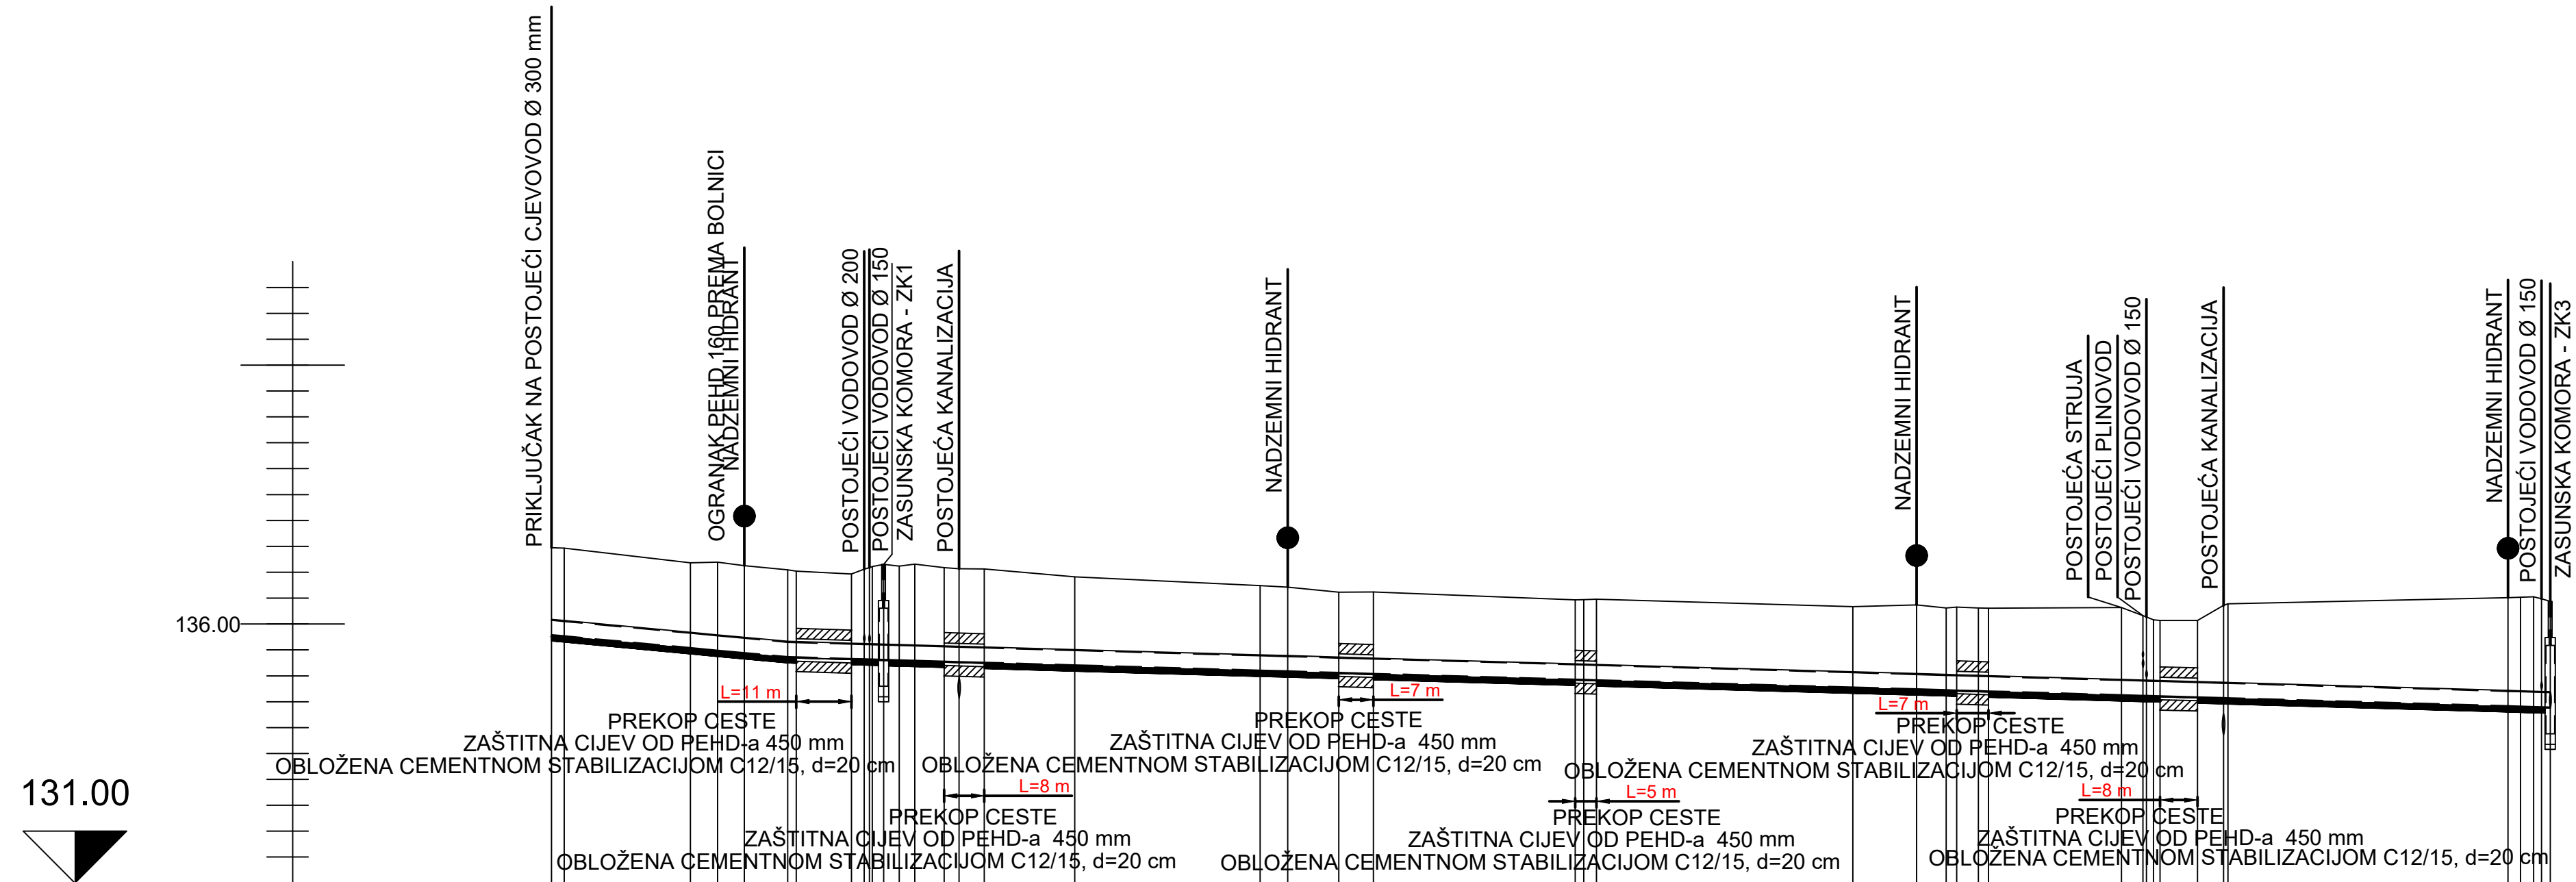 PRIKLJUČAK NA POSTOJEĆI CJEVOVOD Ø 300 mm
OGRANAK PEHD 160 PREMA BOLNICI
NADZEMNI HIDRANT
POSTOJEĆI VODOVOD Ø 200
POSTOJEĆI VODOVOD Ø 150
ZASUNSKA KOMORA - ZK1
POSTOJEĆA KANALIZACIJA
NADZEMNI HIDRANT
NADZEMNI HIDRANT
POSTOJEĆA STRUJA
POSTOJEĆI PLINOVOD
POSTOJEĆI VODOVOD Ø 150
POSTOJEĆA KANALIZACIJA
NADZEMNI HIDRANT
POSTOJEĆI VODOVOD Ø 150
ZASUNSKA KOMORA - ZK3
136.00
131.00
L=11 m
PREKOP CESTE
ZAŠTITNA CIJEV OD PEHD-a 450 mm
OBLOŽENA CEMENTNOM STABILIZACIJOM C12/15, d=20 cm
L=8 m
PREKOP CESTE
ZAŠTITNA CIJEV OD PEHD-a 450 mm
OBLOŽENA CEMENTNOM STABILIZACIJOM C12/15, d=20 cm
L=7 m
PREKOP CESTE
ZAŠTITNA CIJEV OD PEHD-a 450 mm
OBLOŽENA CEMENTNOM STABILIZACIJOM C12/15, d=20 cm
L=5 m
PREKOP CESTE
ZAŠTITNA CIJEV OD PEHD-a 450 mm
OBLOŽENA CEMENTNOM STABILIZACIJOM C12/15, d=20 cm
L=7 m
PREKOP CESTE
ZAŠTITNA CIJEV OD PEHD-a 450 mm
OBLOŽENA CEMENTNOM STABILIZACIJOM C12/15, d=20 cm
L=8 m
PREKOP CESTE
ZAŠTITNA CIJEV OD PEHD-a 450 mm
OBLOŽENA CEMENTNOM STABILIZACIJOM C12/15, d=20 cm